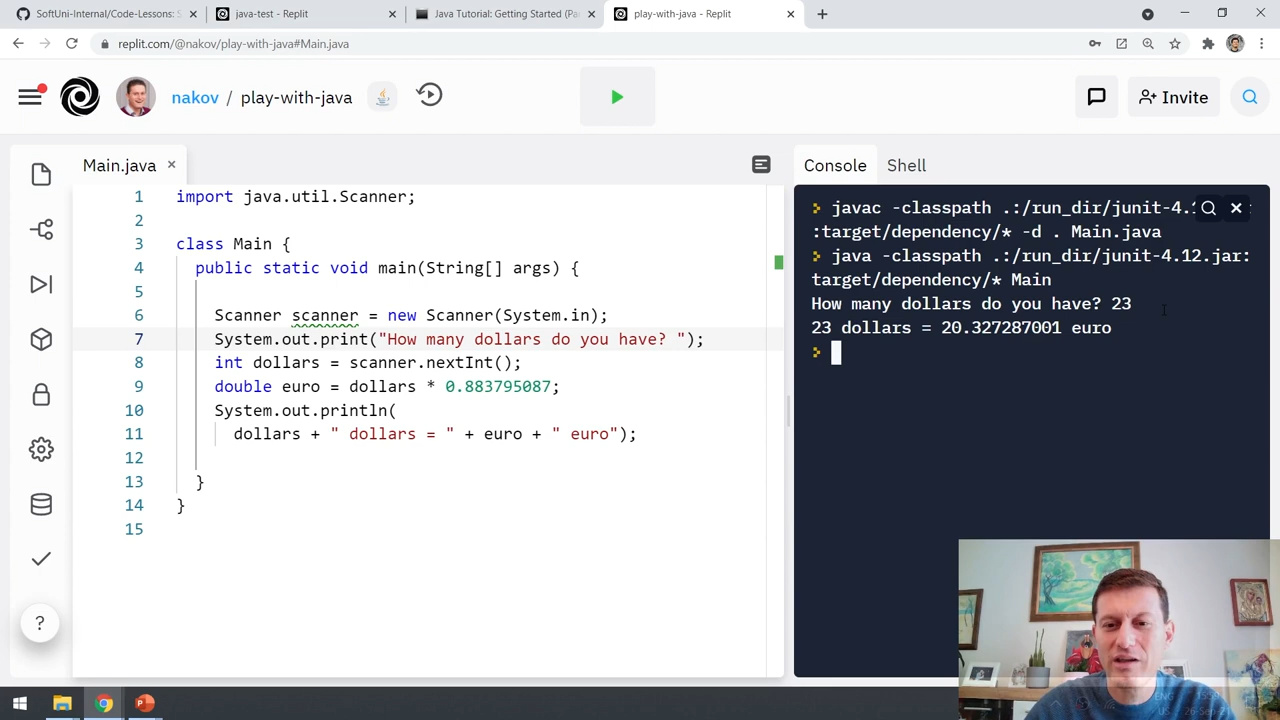 SoftUni-Internal/Code-Lessons: S
java-test - Replit
Java Tutorial: Getting Started (Pa
play-with-java - Replit
replit.com/@nakov/play-with-java#Main.java
nakov / play-with-java
Invite
Main.java
Console
Shell
1 import java.util.Scanner;
2
3 class Main {
4 public static void main(String[] args) {
5
6 Scanner scanner = new Scanner(System.in);
7 System.out.print("How many dollars do you have? ");
8 int dollars = scanner.nextInt();
9 double euro = dollars * 0.883795087;
10 System.out.println(
11 dollars + " dollars = " + euro + " euro");
12
13 }
14 }
15
javac -classpath .:/run_dir/junit-4.1
:target/dependency/* -d . Main.java
java -classpath .:/run_dir/junit-4.12.jar:
target/dependency/* Main
How many dollars do you have? 23
23 dollars = 20.327287001 euro
?
ENG